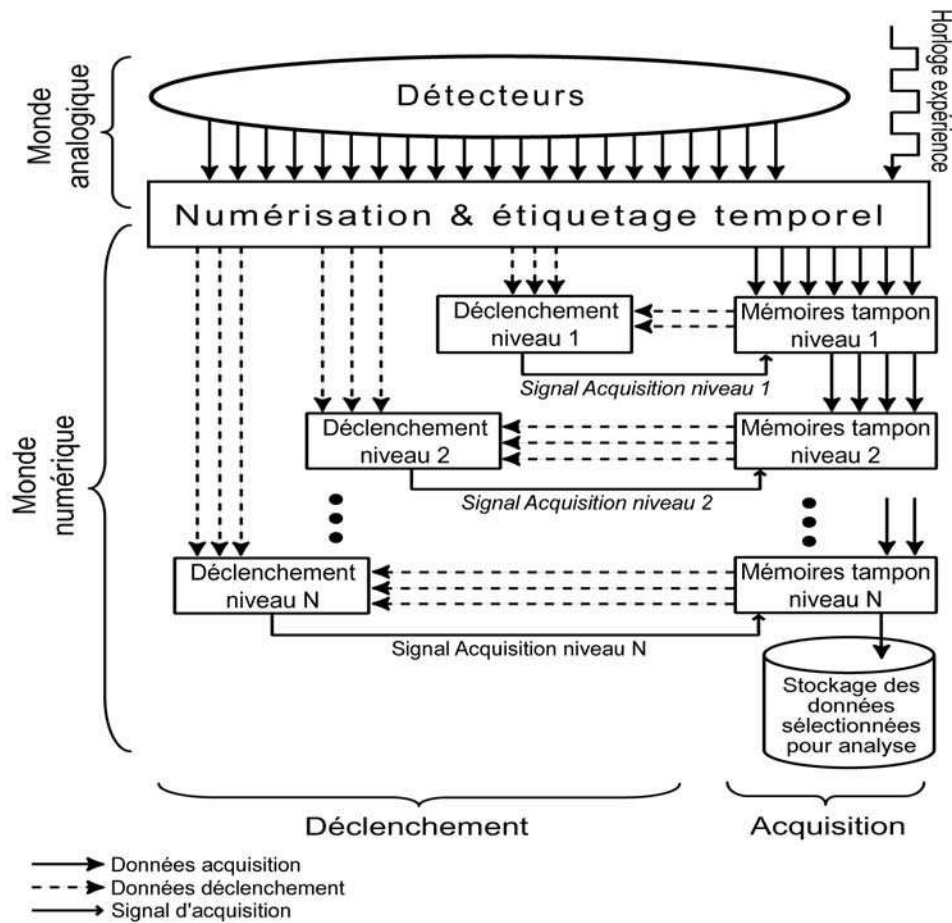 Horloge expérience
Monde
analogique
Détecteurs
Numérisation & étiquetage temporel
Monde
numérique
Déclenchement
niveau 1
Mémoires tampon
niveau 1
Signal Acquisition niveau 1
Déclenchement
niveau 2
Mémoires tampon
niveau 2
Signal Acquisition niveau 2
Déclenchement
niveau N
Mémoires tampon
niveau N
Signal Acquisition niveau N
Stockage des
données
sélectionnées
pour analyse
Déclenchement
Acquisition
Données acquisition
Données déclenchement
Signal d'acquisition